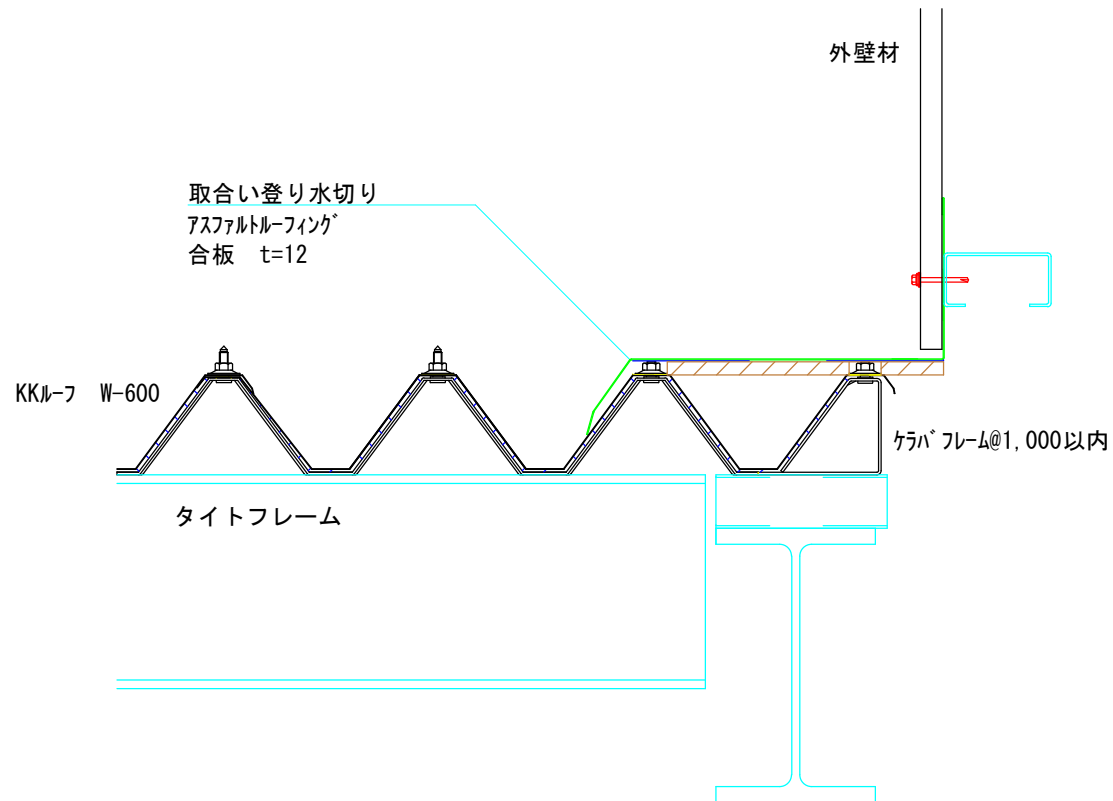 外壁材
取合い登り水切り
ｱｽﾌｧﾙﾄﾙｰﾌｨﾝｸﾞ
合板　t=12
KKﾙｰﾌ　W-600
ｹﾗﾊﾞﾌﾚｰﾑ@1,000以内
タイトフレーム